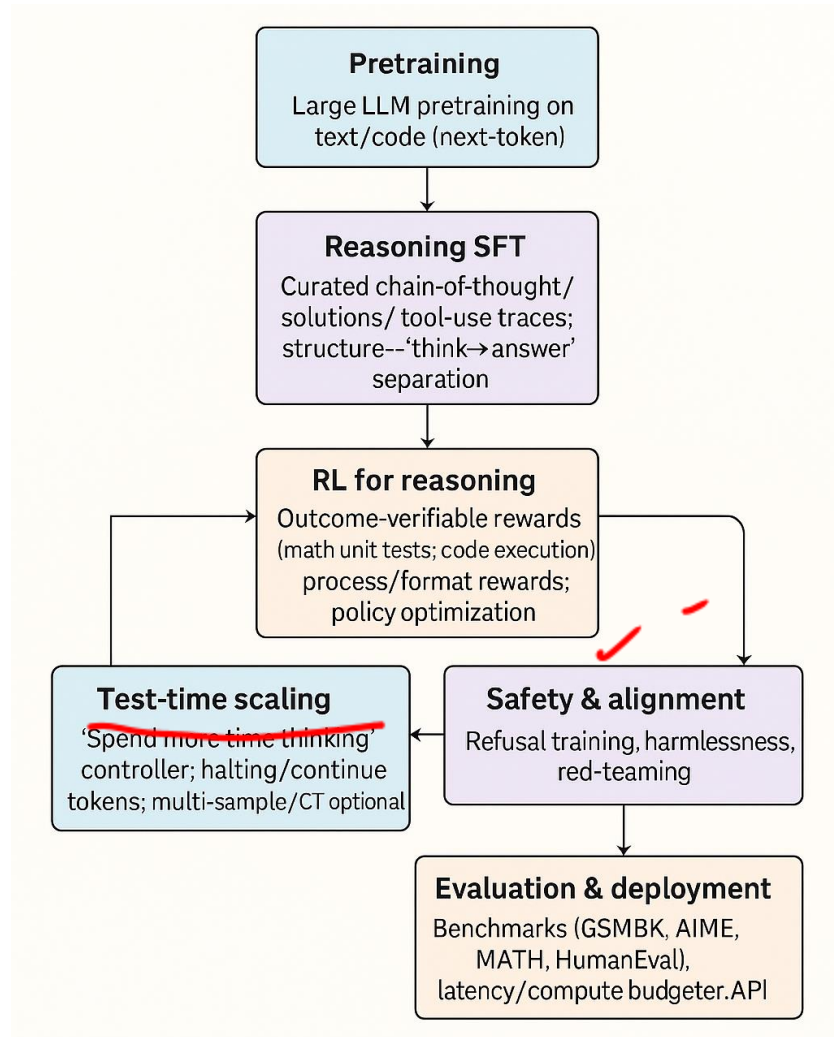 Pretraining
Large LLM pretraining on
text/code (next-token)
Reasoning SFT
Curated chain-of-thought/
solutions/ tool-use traces;
structure--‘think→answer’
separation
RL for reasoning
Outcome-verifiable rewards
(math unit tests; code execution)
process/format rewards;
policy optimization
Test-time scaling
‘Spend more time thinking’
controller; halting/continue
tokens; multi-sample/CT optional
Safety & alignment
Refusal training, harmlessness,
red-teaming
Evaluation & deployment
Benchmarks (GSMBK, AIME,
MATH, HumanEval),
latency/compute budgeter.API